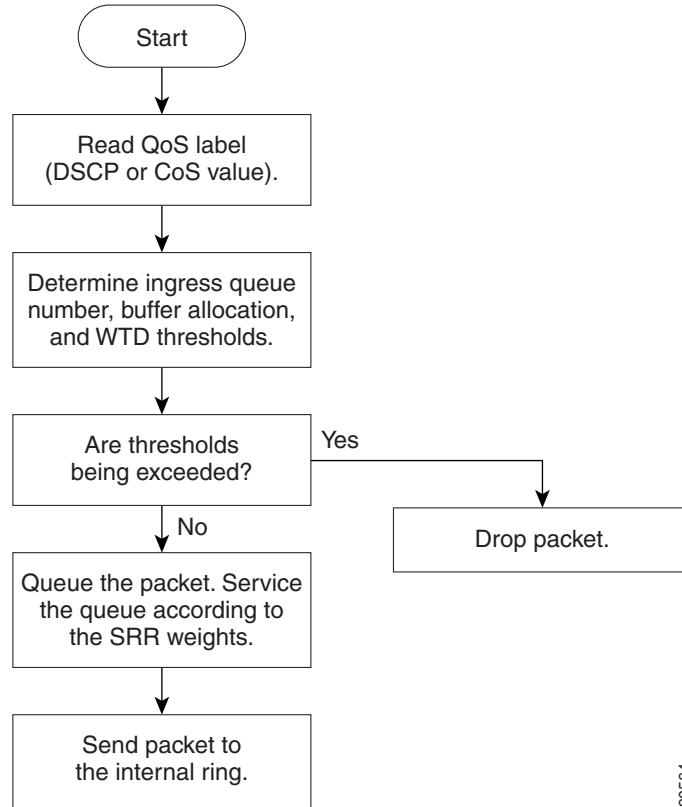 Start
Read QoS label
(DSCP or CoS value).
Determine ingress queue
number, buffer allocation,
and WTD thresholds.
Are thresholds
being exceeded?
Yes
No
Drop packet.
Queue the packet. Service
the queue according to
the SRR weights.
Send packet to
the internal ring.